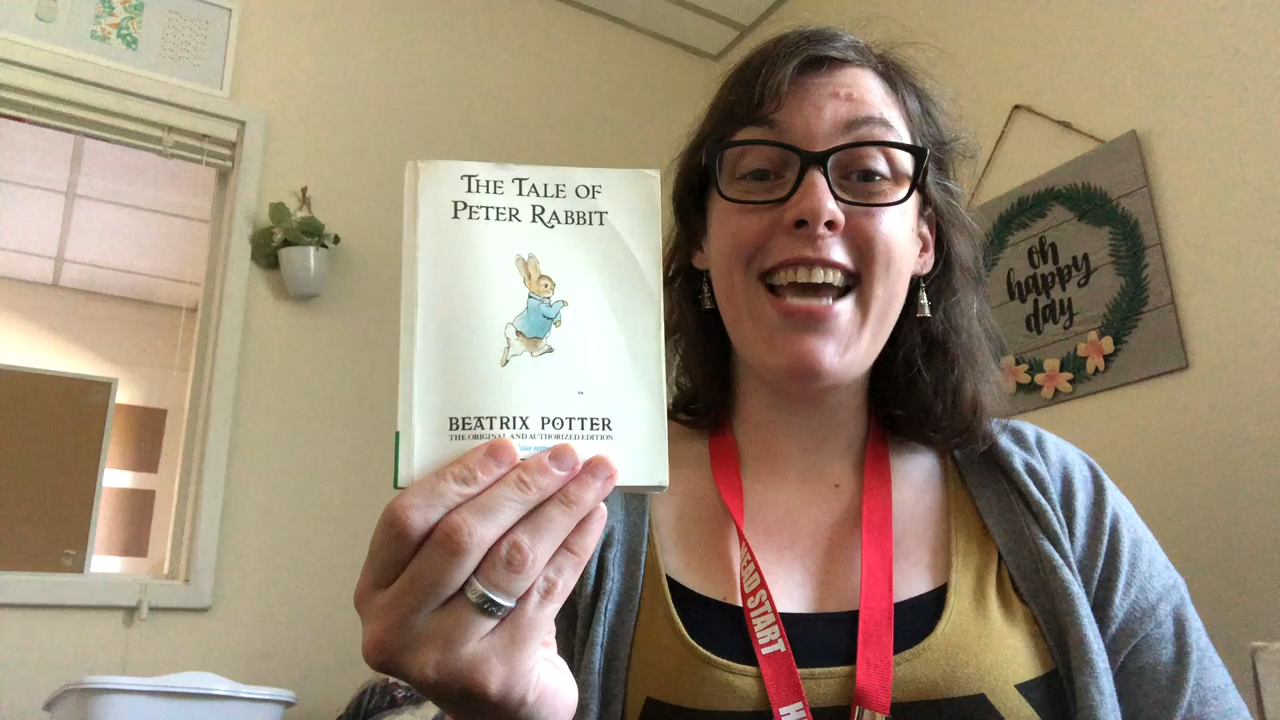 THE TALE OF
PETER RABBIT
BEATRIX POTTER
THE ORIGINAL AND AUTHORIZED EDITION
oh
happy
day
HEAD START
H